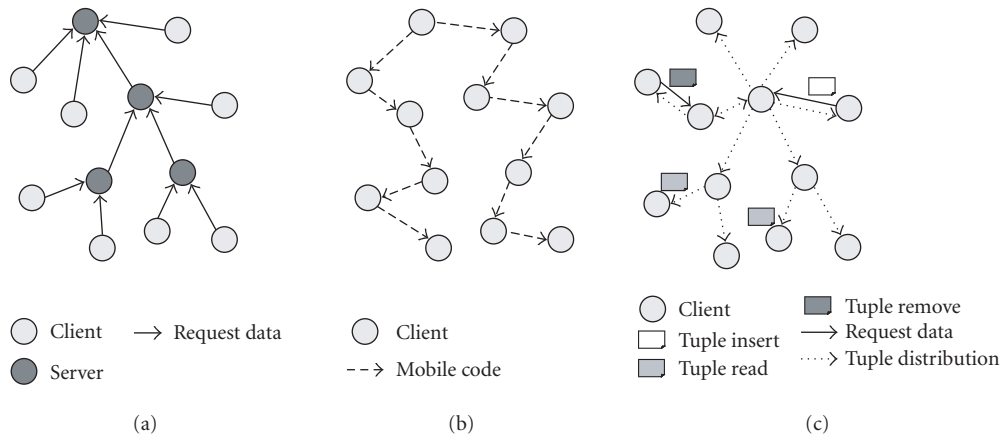 Client
Request data
Server
(a)
Client
Mobile code
(b)
Client
Tuple insert
Tuple read
Tuple remove
Request data
Tuple distribution
(c)